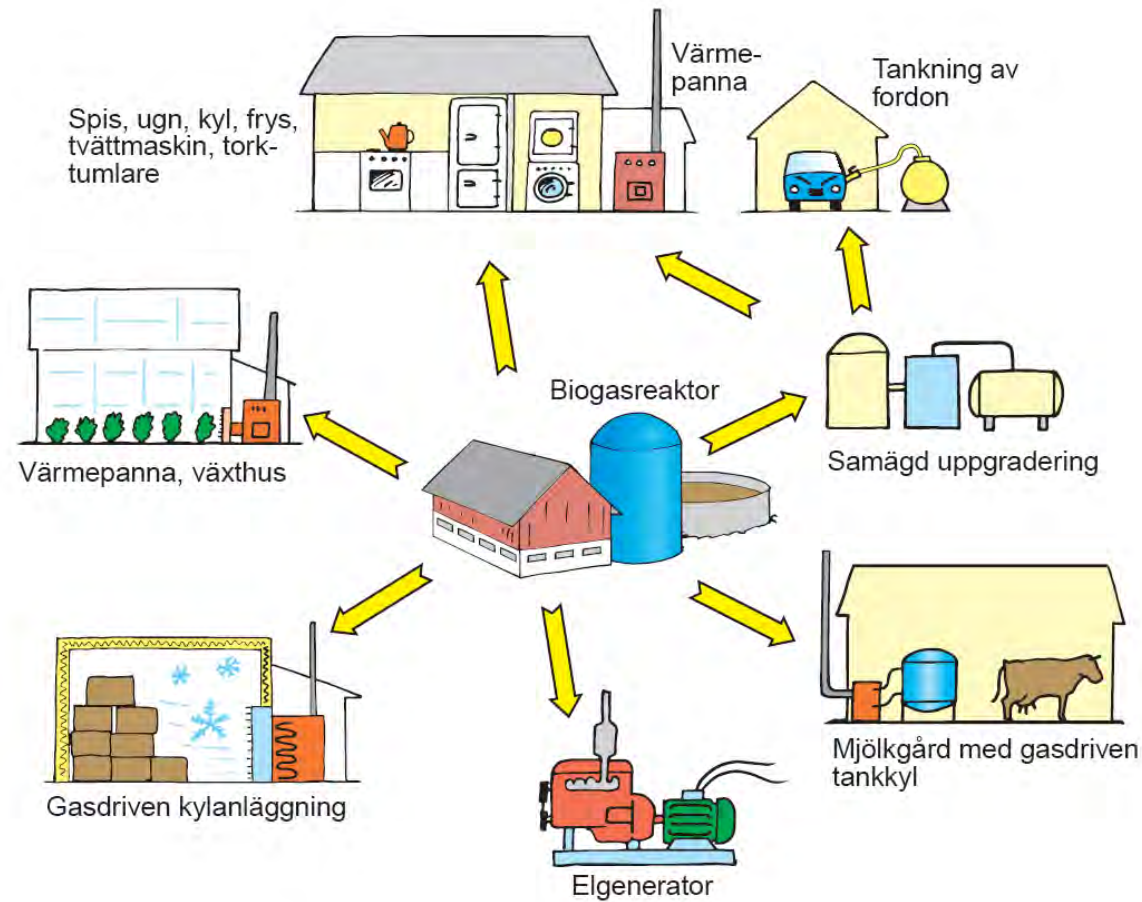 Värme-
panna
Tankning av
fordon
Spis, ugn, kyl, frys,
tvättmaskin, tork-
tumlare
Biogasreaktor
Samägd uppgradering
Värmepanna, växthus
Mjölkgård med gasdriven
tankkyl
Gasdriven kylanläggning
Elgenerator